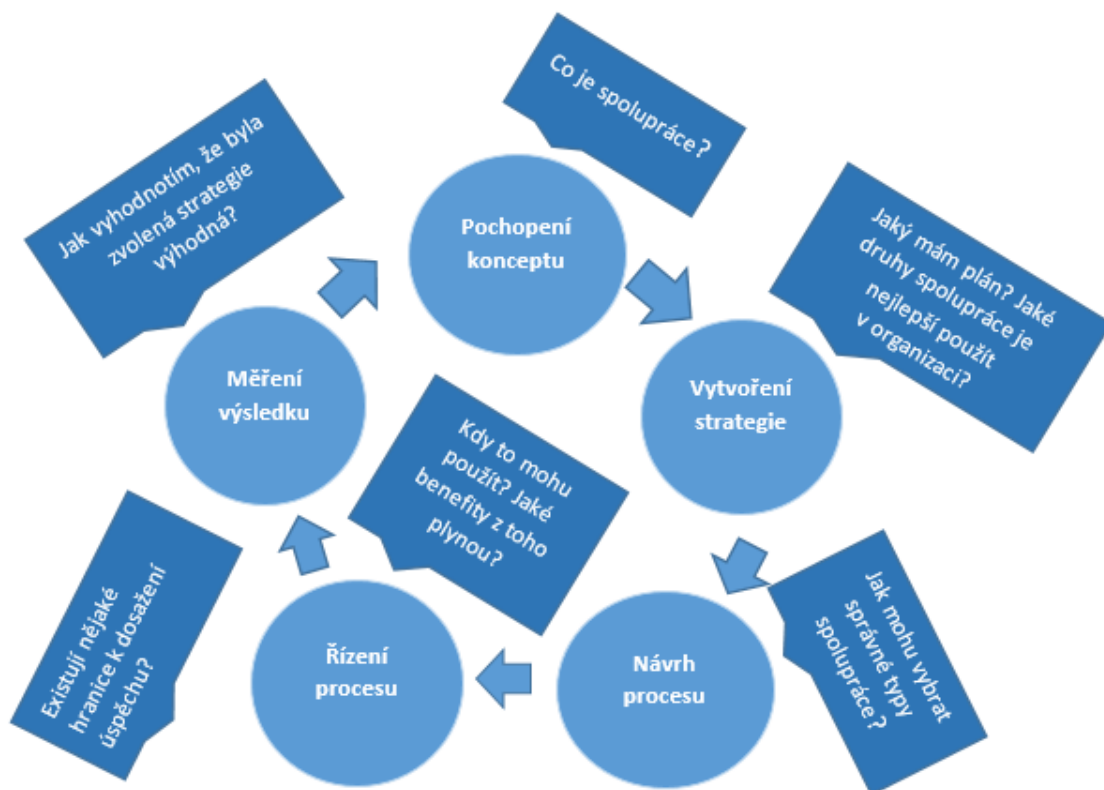 Co je spolupráce?
Pochopení
konceptu
Jaký mám plán? Jaké
druhy spolupráce je
nejlepší použít
v organizaci?
Vytvoření
strategie
Jak mohu vybrat
správné typy
spolupráce?
Návrh
procesu
Kdy to mohu
použít? Jaké
benefity z toho
plynou?
Řízení
procesu
Existují nějaké
hranice k dosažení
úspěchu?
Měření
výsledku
Jak vyhodnotím, že byla
zvolená strategie
výhodná?